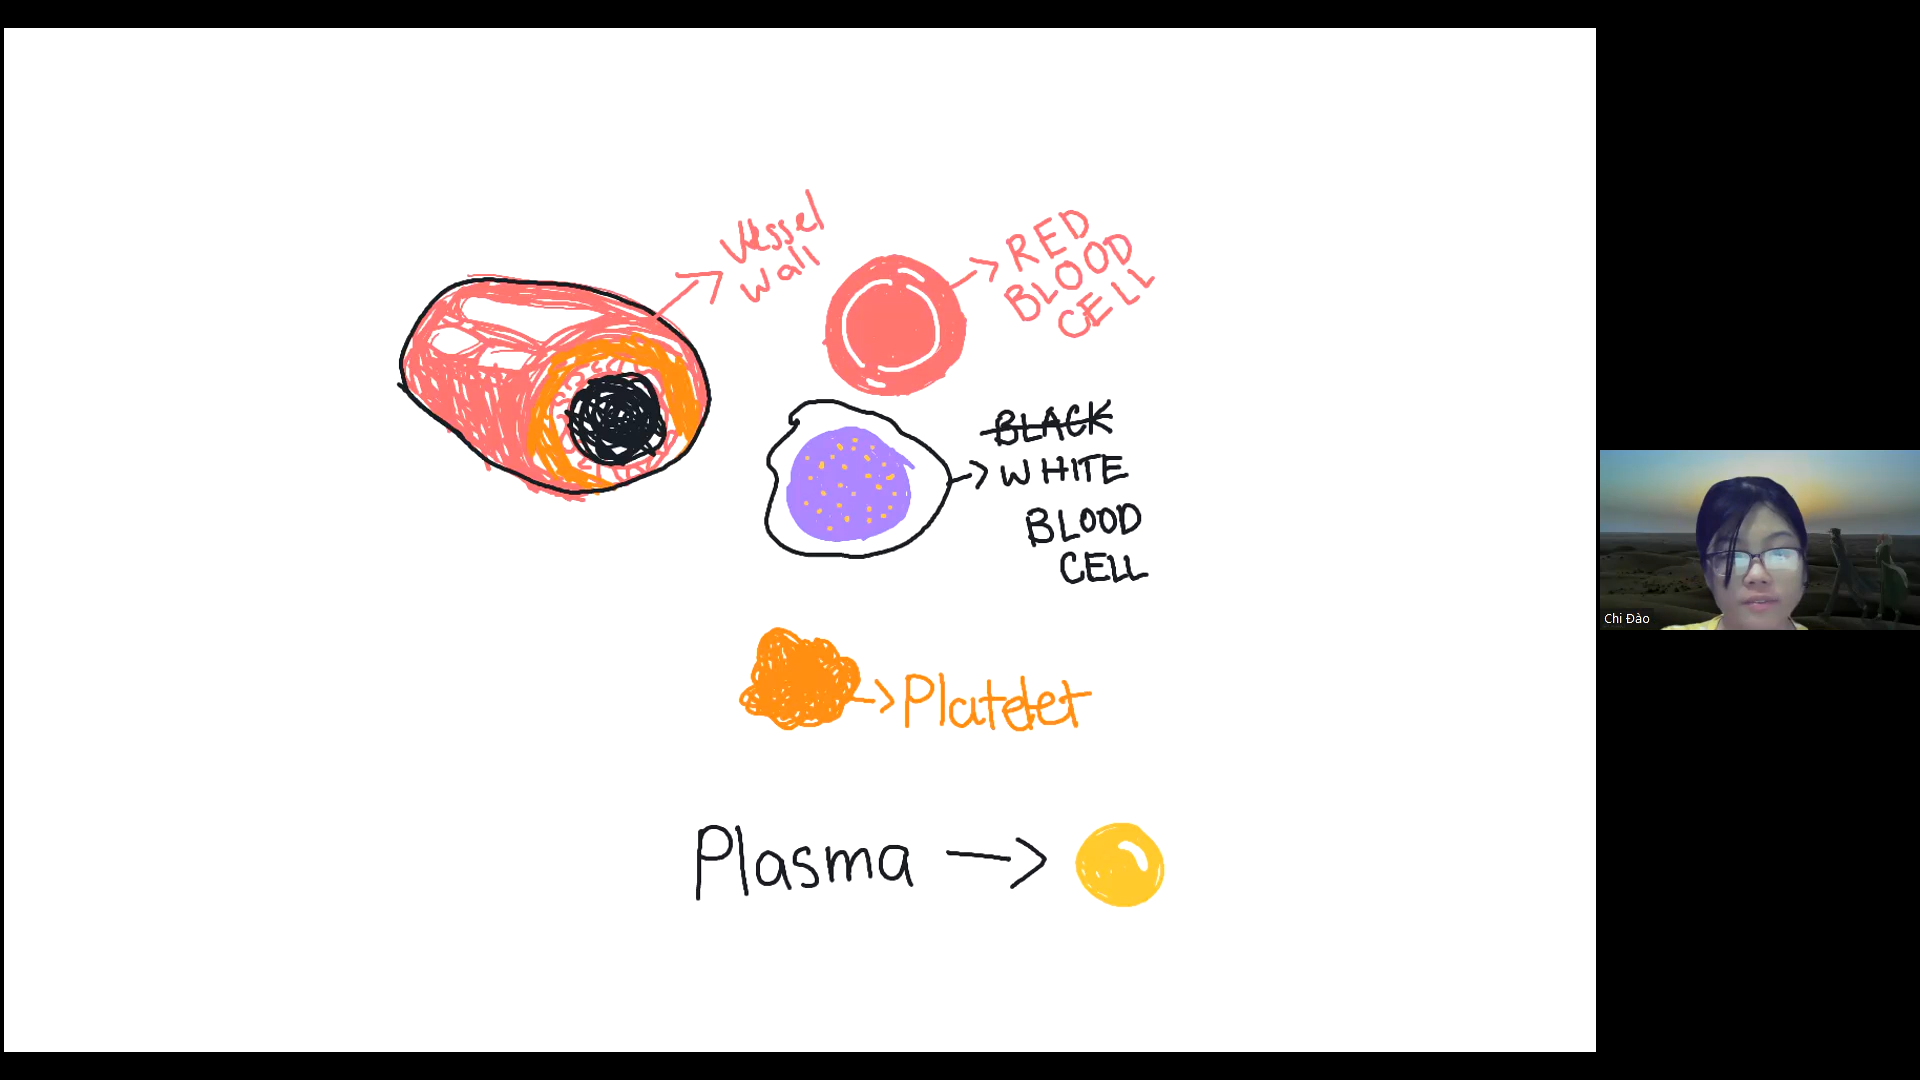 Vessel
Wall
RED
BLOOD
CELL
BLACK
WHITE
BLOOD
CELL
Platelet
Plasma
Chi Đào